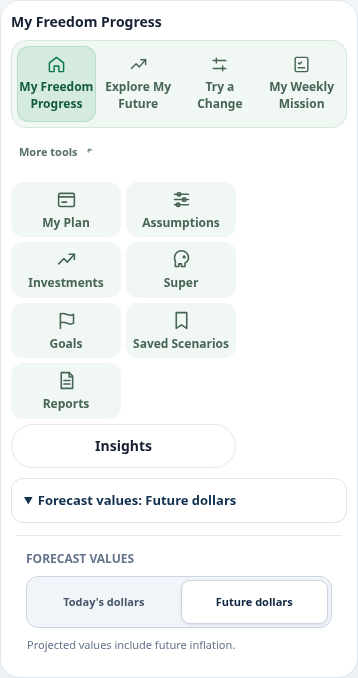 My Freedom Progress
My Freedom
Progress
Explore My
Future
Try a
Change
My Weekly
Mission
More tools
My Plan
Assumptions
Investments
Super
Goals
Saved Scenarios
Reports
Insights
Forecast values: Future dollars
FORECAST VALUES
Today's dollars
Future dollars
Projected values include future inflation.